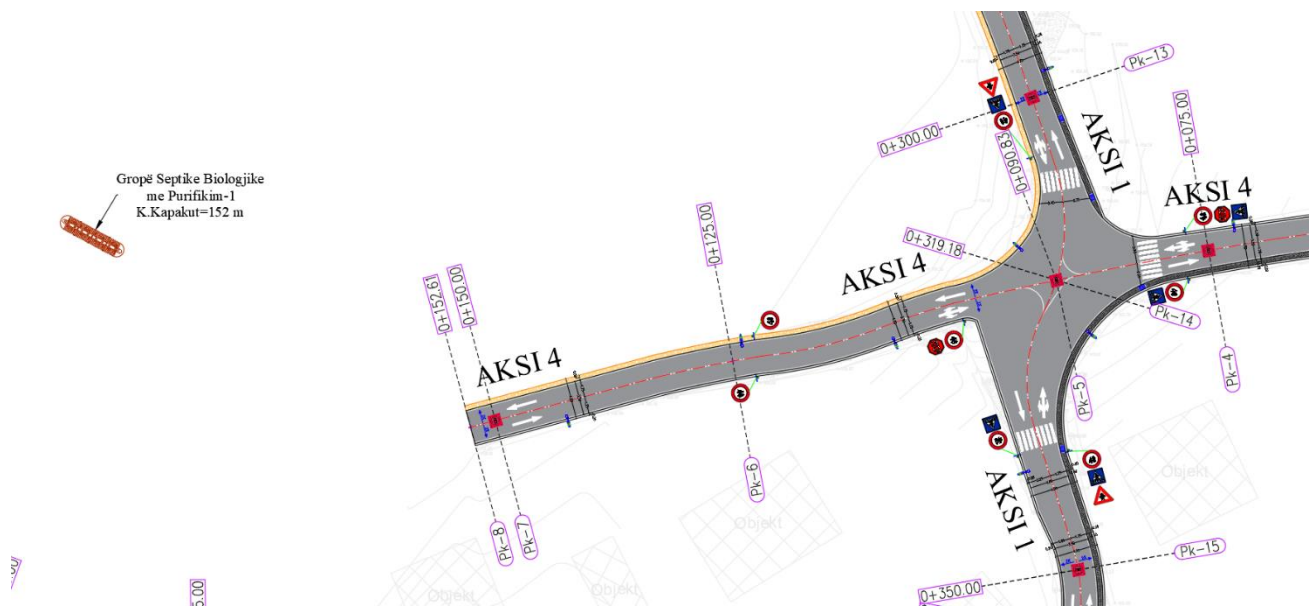 Pk-13
0+300.00
0+090.83
0+075.00
AKSI 1
AKSI 4
Gropë Septike Biologjike
me Purifikim-1
K.Kapakut=152 m
0+125.00
0+319.18
AKSI 4
0+152.61
0+150.00
Pk-14
AKSI 4
Pk-4
Pk-5
Pk-6
Objekt
Objekt
AKSI 1
Pk-8
Pk-7
Pk-15
0+350.00
5.00